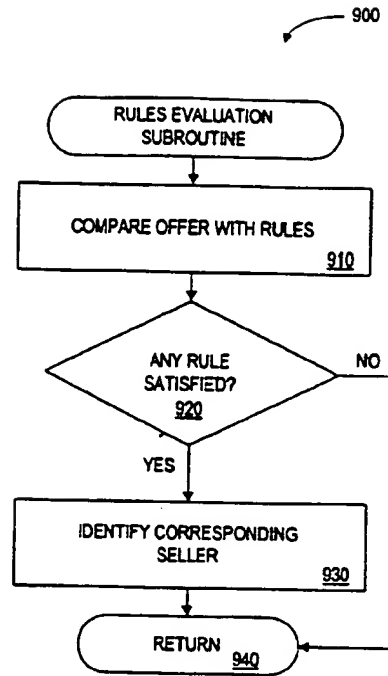 900
RULES EVALUATION
SUBROUTINE
COMPARE OFFER WITH RULES
910
ANY RULE
SATISFIED?
920
NO
YES
IDENTIFY CORRESPONDING
SELLER
930
RETURN
940